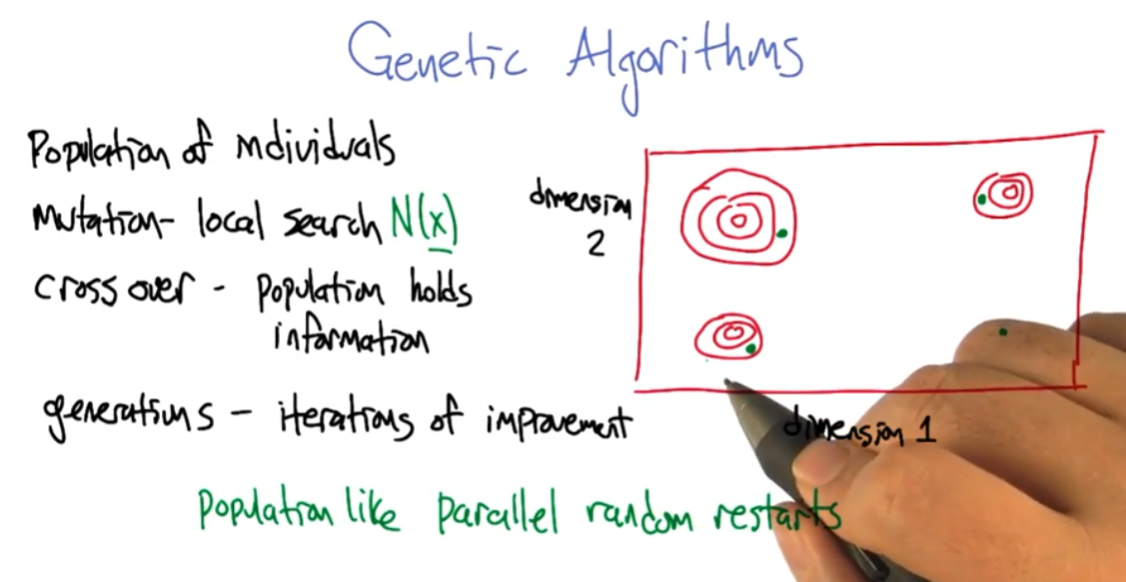 Genetic Algorithms
Population of individuals
mutation - local search N(x)
cross over - population holds
information
generations - iterations of improvement
population like parallel random restarts
dimension
2
dimension 1